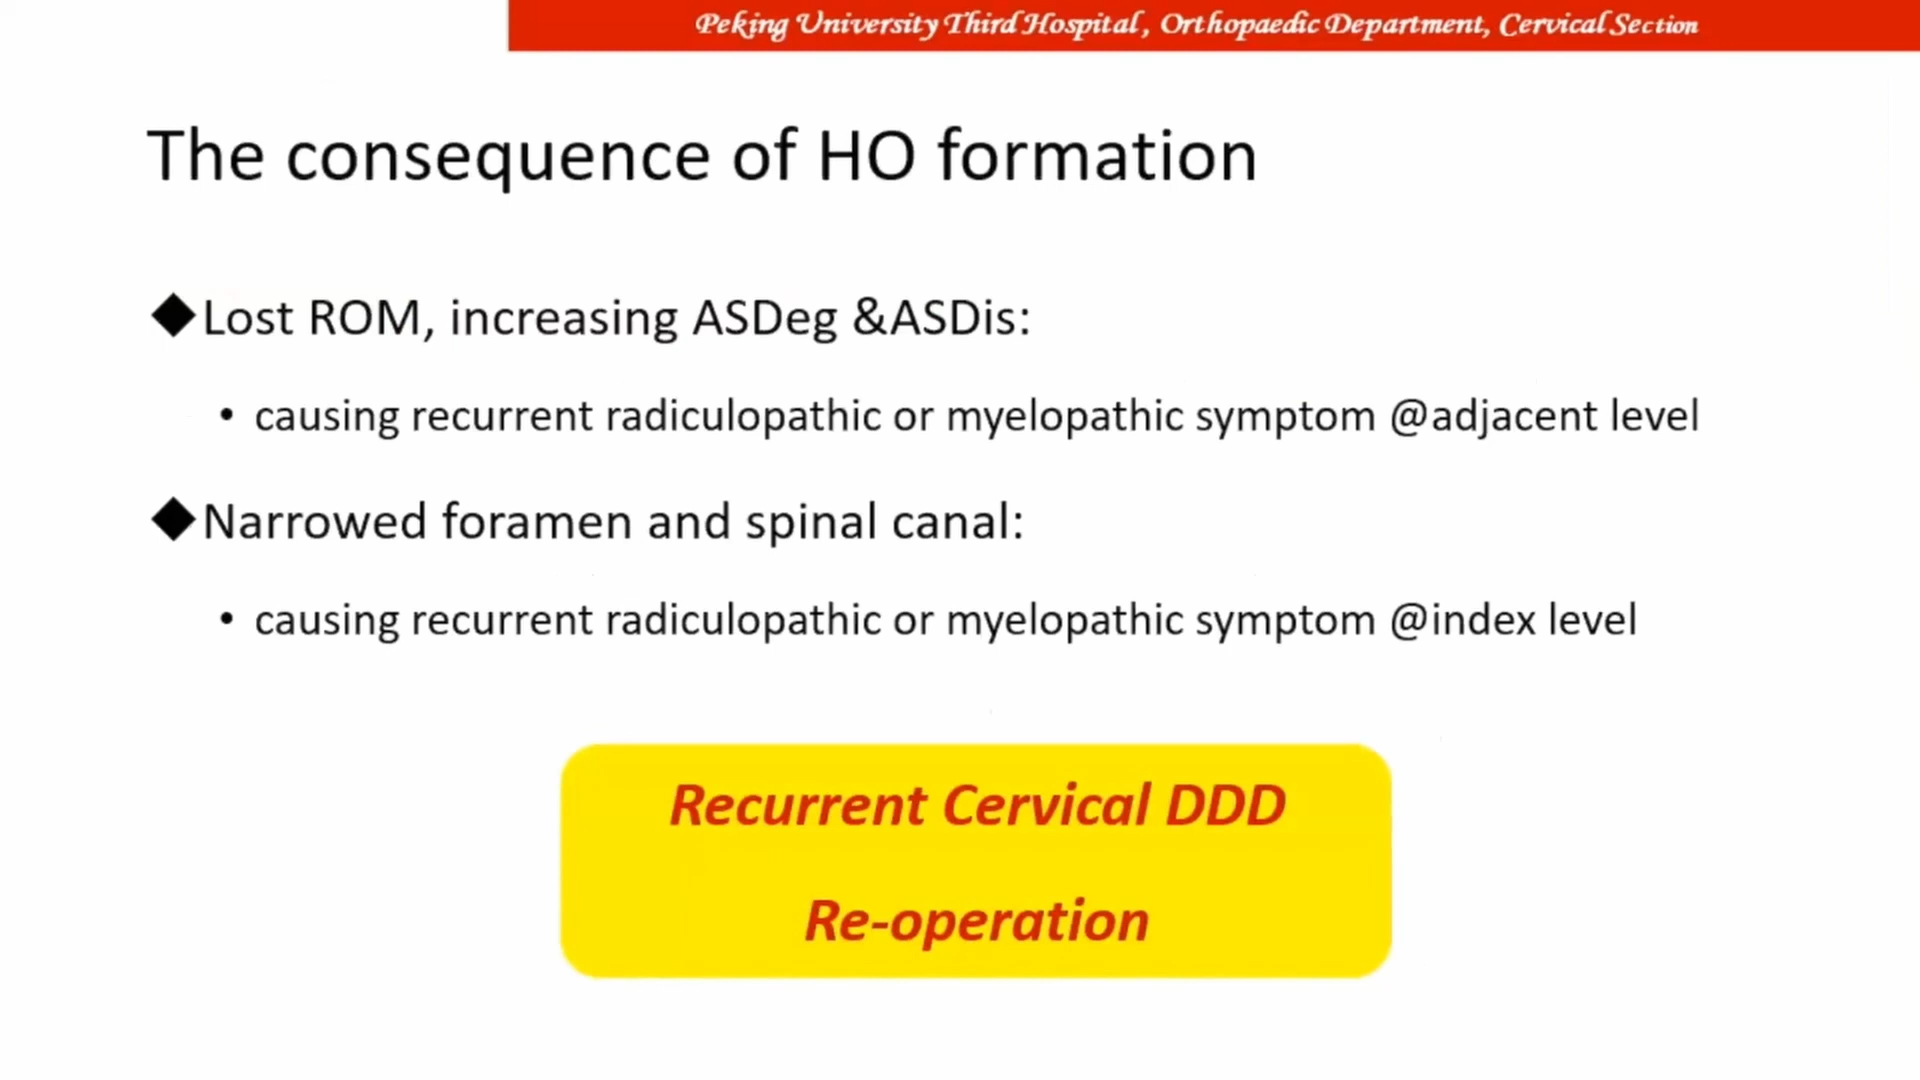 Peking University Third Hospital, Orthopaedic Department, Cervical Section
The consequence of HO formation
◆Lost ROM, increasing ASDeg &ASDis:
• causing recurrent radiculopathic or myelopathic symptom @adjacent level
◆Narrowed foramen and spinal canal:
• causing recurrent radiculopathic or myelopathic symptom @index level
Recurrent Cervical DDD
Re-operation